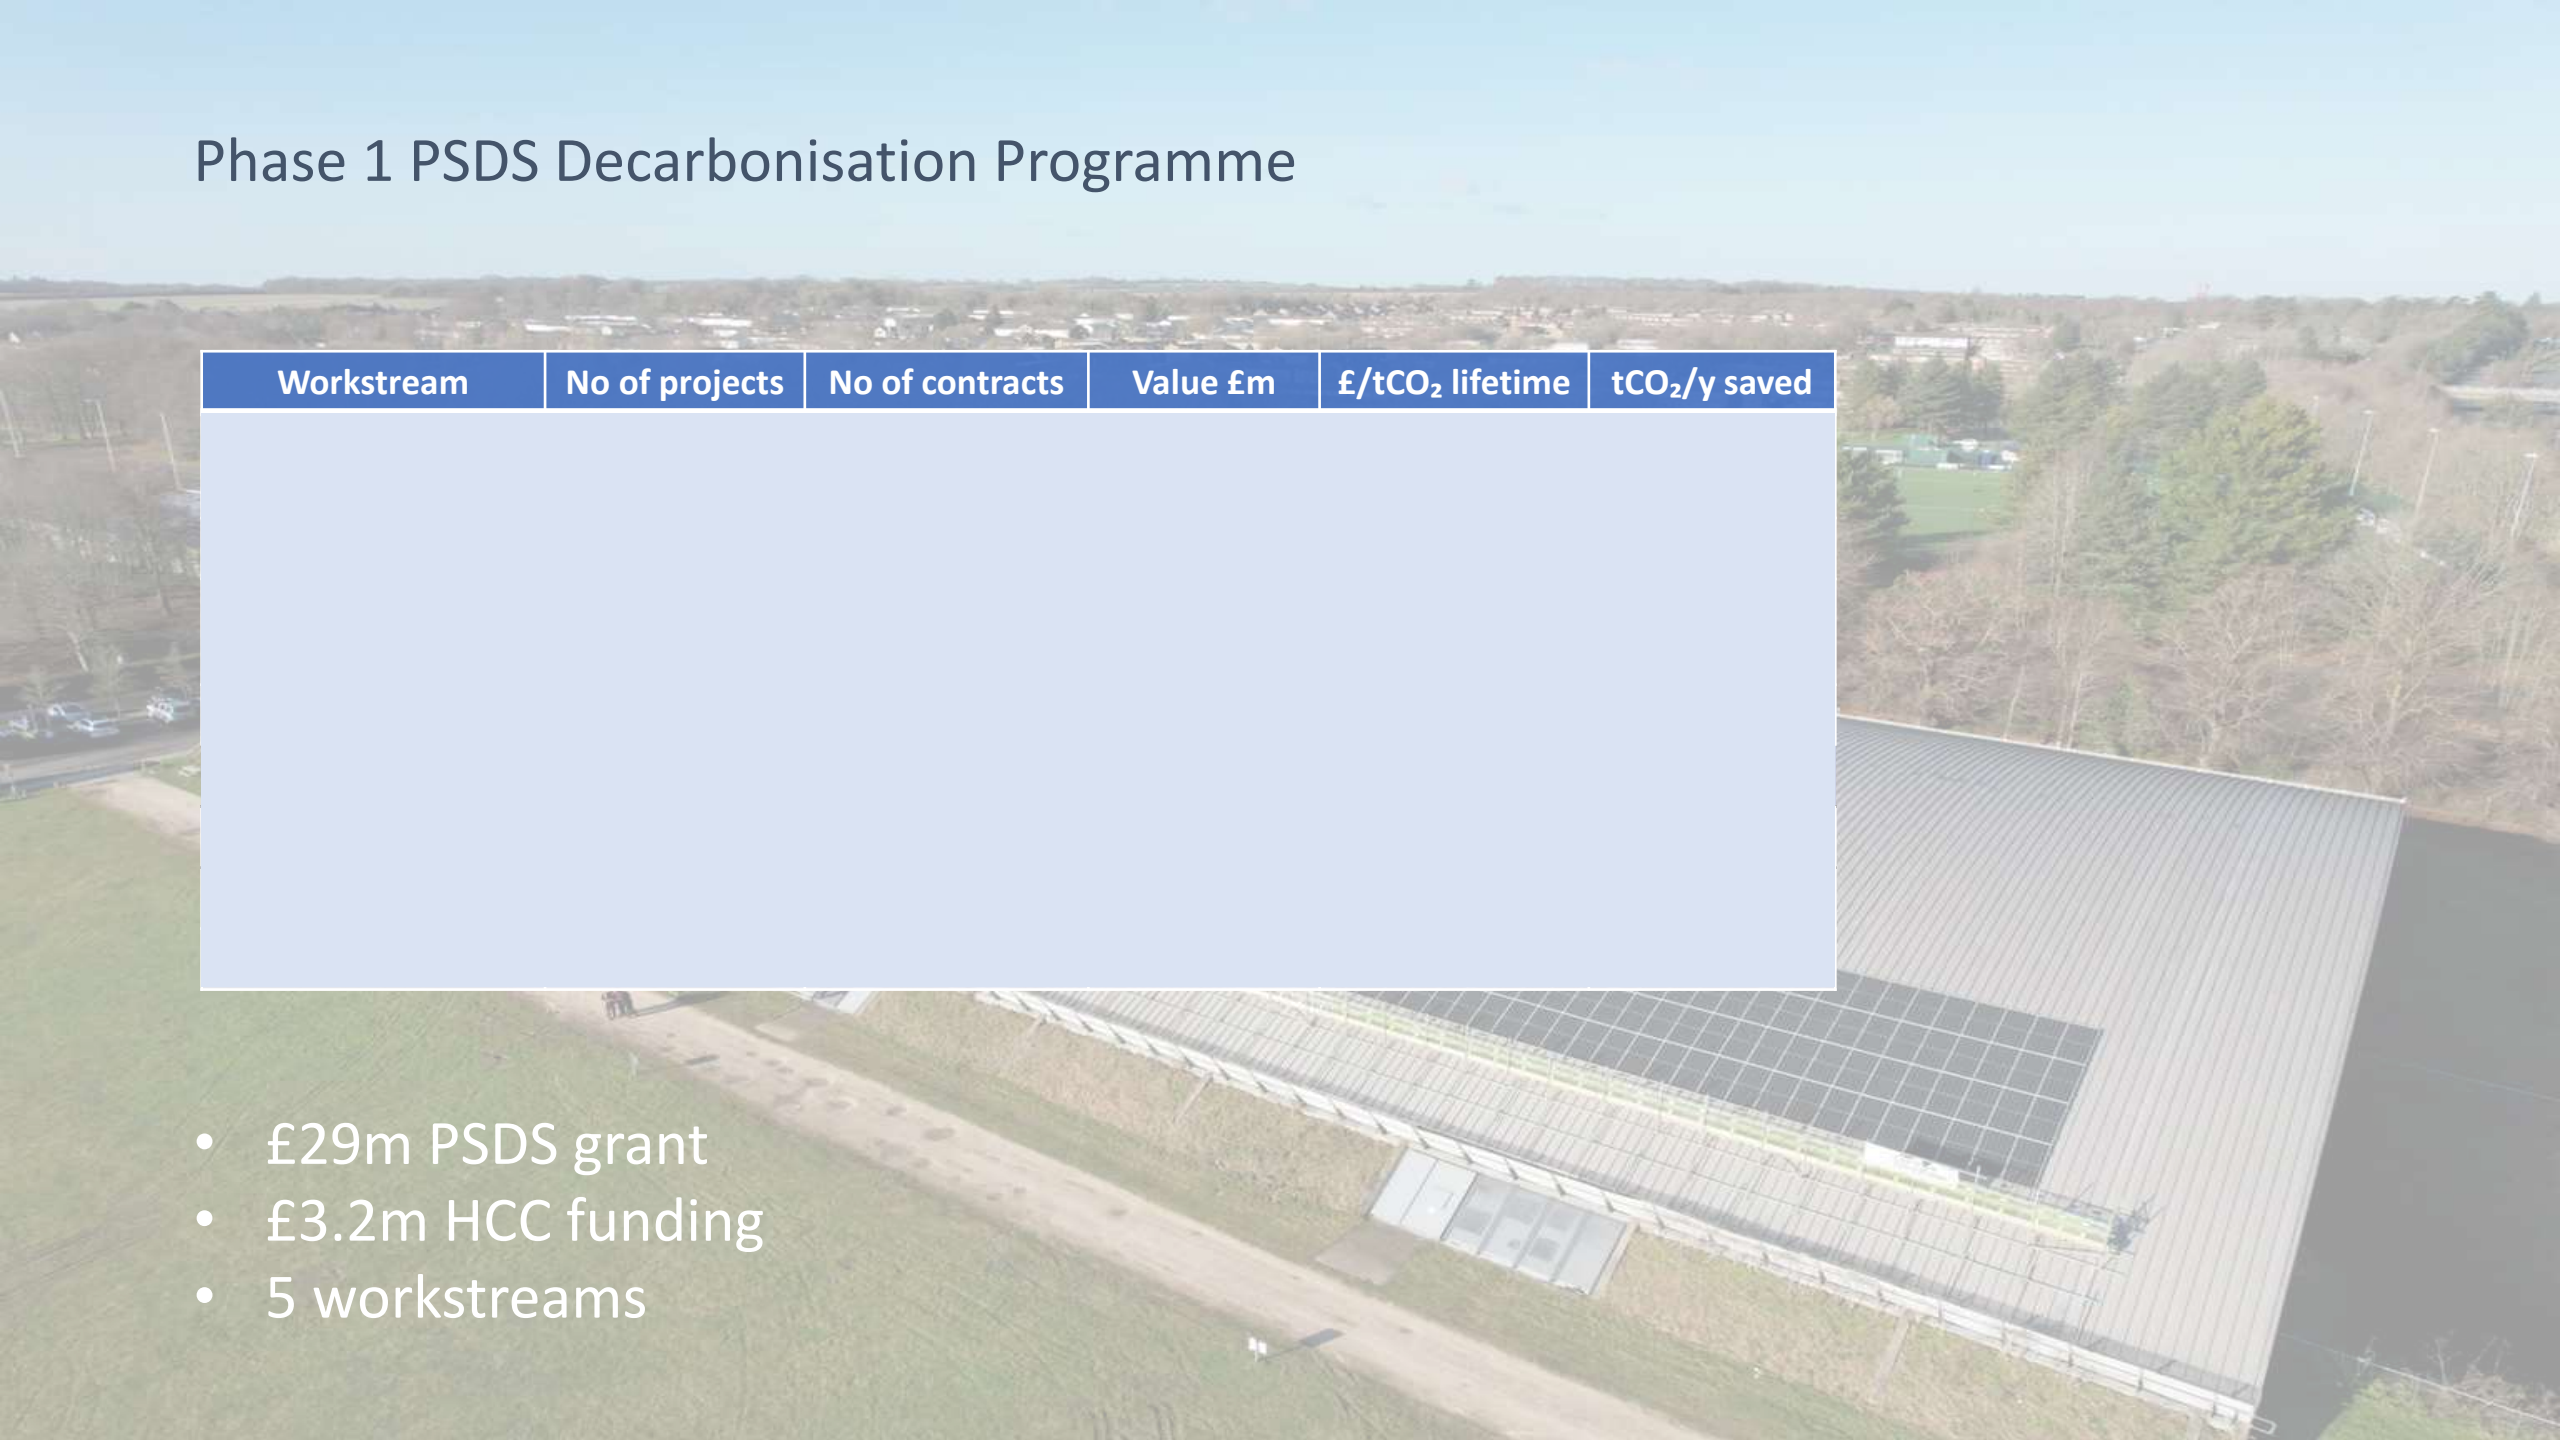 Phase 1 PSDS Decarbonisation Programme
Workstream No of projects No of contracts Value £m £/tCO₂ lifetime tCO₂/y saved
• £29m PSDS grant
• £3.2m HCC funding
• 5 workstreams